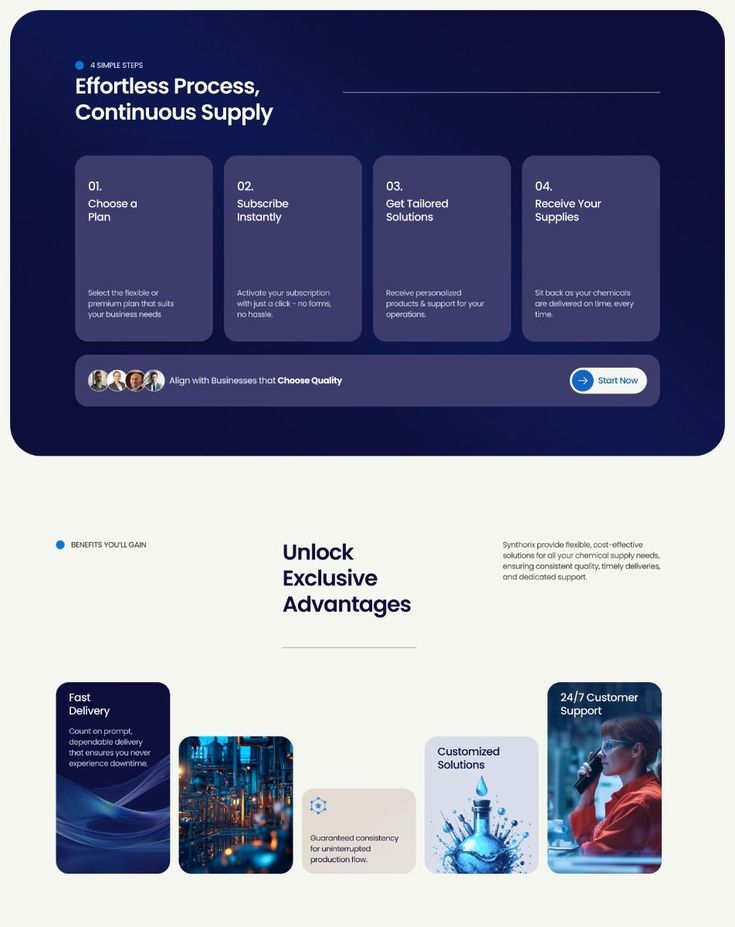 4 SIMPLE STEPS
Effortless Process,
Continuous Supply
01.
Choose a
Plan
Select the flexible or
premium plan that suits
your business needs
02.
Subscribe
Instantly
Activate your subscription
with just a click - no forms,
no hassle.
03.
Get Tailored
Solutions
Receive personalized
products & support for your
operations.
04.
Receive Your
Supplies
Sit back as your chemicals
are delivered on time, every
time.
Align with Businesses that Choose Quality
Start Now
BENEFITS YOU'LL GAIN
Unlock
Exclusive
Advantages
Synthorix provide flexible, cost-effective
solutions for all your chemical supply needs,
ensuring consistent quality, timely deliveries,
and dedicated support.
Fast
Delivery
Count on prompt,
dependable delivery
that ensures you never
experience downtime.
Guaranteed consistency
for uninterrupted
production flow.
Customized
Solutions
24/7 Customer
Support